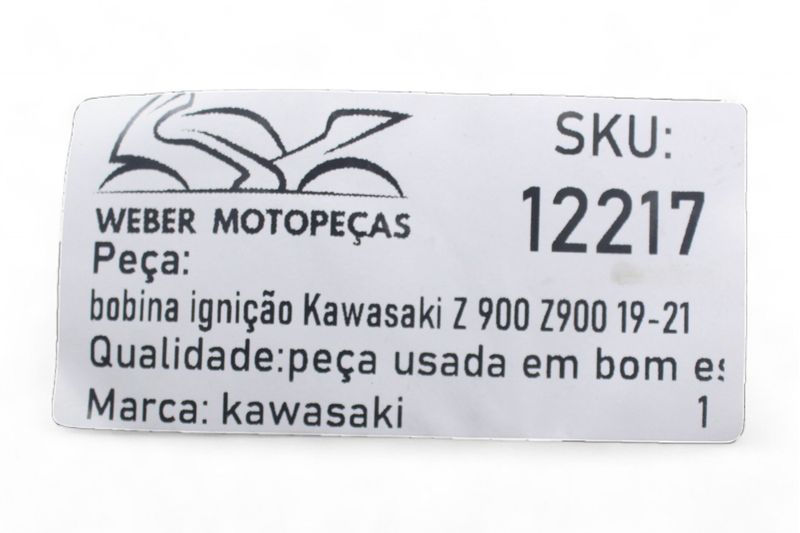 WEBER MOTOPEÇAS
SKU:
12217
Peça:
bobina ignição Kawasaki Z 900 Z900 19-21
Qualidade:peça usada em bom es
Marca: kawasaki 1